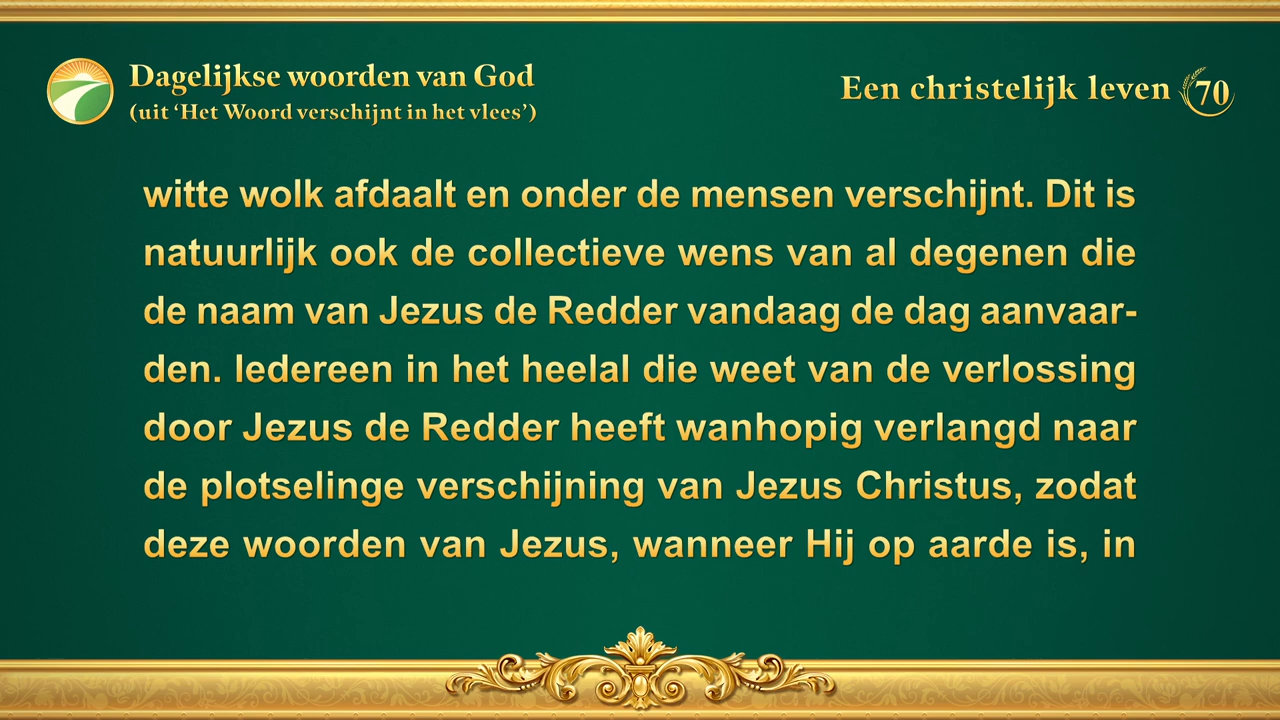 Dagelijkse woorden van God
(uit ‘Het Woord verschijnt in het vlees’)
Een christelijk leven 70
witte wolk afdaalt en onder de mensen verschijnt. Dit is
natuurlijk ook de collectieve wens van al degenen die
de naam van Jezus de Redder vandaag de dag aanvaar-
den. Iedereen in het heelal die weet van de verlossing
door Jezus de Redder heeft wanhopig verlangd naar
de plotselinge verschijning van Jezus Christus, zodat
deze woorden van Jezus, wanneer Hij op aarde is, in